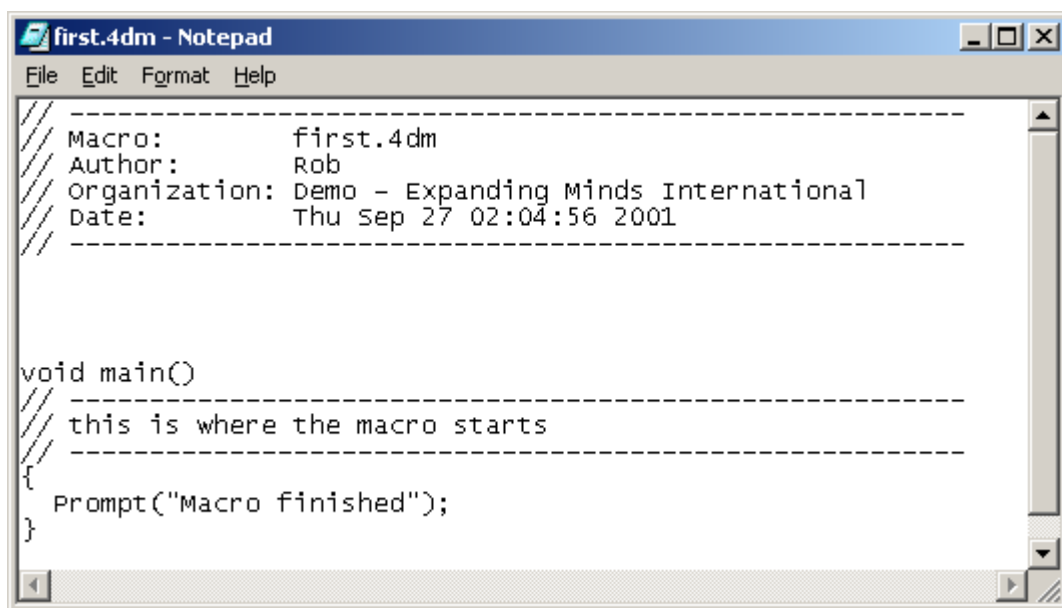 first.4dm - Notepad
File Edit Format Help
// --------------------------------------------------------
// Macro:        first.4dm
// Author:       Rob
// Organization: Demo - Expanding Minds International
// Date:         Thu Sep 27 02:04:56 2001
// --------------------------------------------------------
void main()
// --------------------------------------------------------
// this is where the macro starts
// --------------------------------------------------------
{
  Prompt("Macro finished");
}